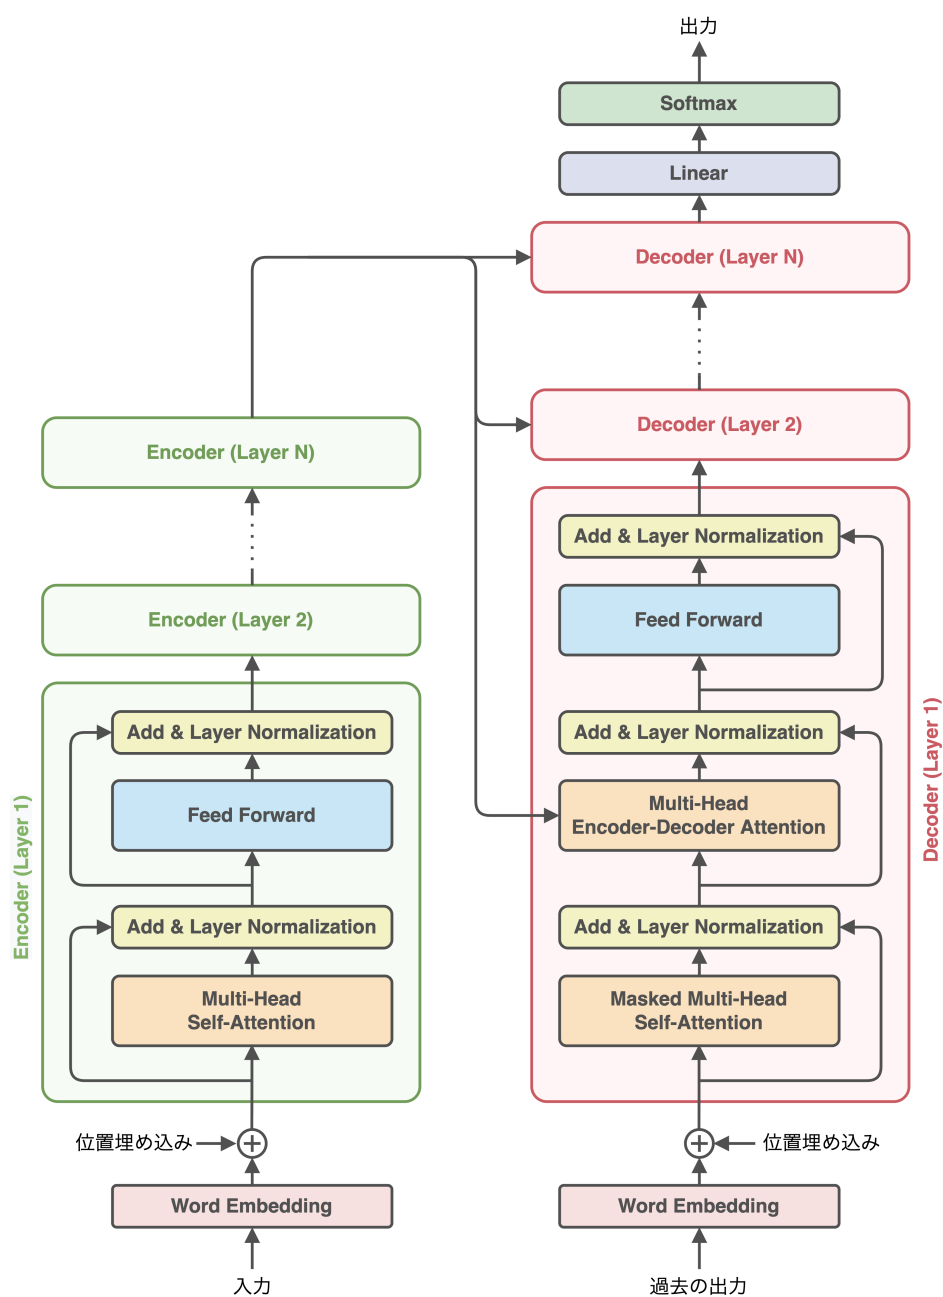 出力
Softmax
Linear
Decoder (Layer N)
Decoder (Layer 2)
Add & Layer Normalization
Feed Forward
Add & Layer Normalization
Multi-Head
Encoder-Decoder Attention
Add & Layer Normalization
Masked Multi-Head
Self-Attention
Decoder (Layer 1)
位置埋め込み
Word Embedding
過去の出力
Encoder (Layer N)
Encoder (Layer 2)
Add & Layer Normalization
Feed Forward
Add & Layer Normalization
Multi-Head
Self-Attention
Encoder (Layer 1)
位置埋め込み
Word Embedding
入力